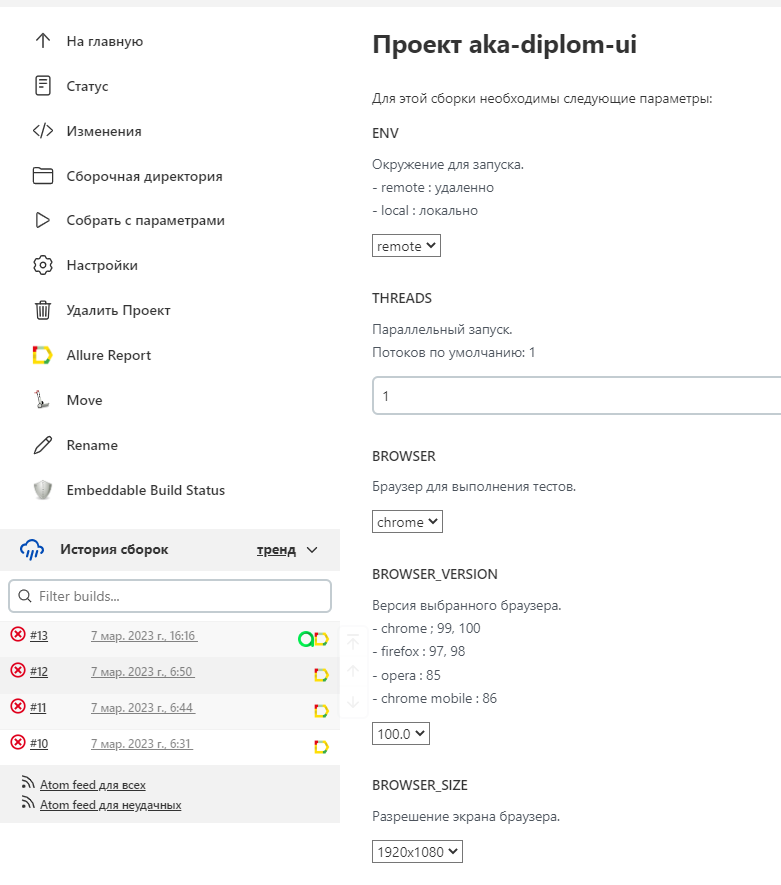 На главную
Статус
Изменения
Сборочная директория
Собрать с параметрами
Настройки
Удалить Проект
Allure Report
Move
Rename
Embeddable Build Status
История сборок
тренд
Filter builds...
#13 7 мар. 2023 г., 16:16
#12 7 мар. 2023 г., 6:50
#11 7 мар. 2023 г., 6:44
#10 7 мар. 2023 г., 6:31
Atom feed для всех
Atom feed для неудачных
Проект aka-diplom-ui
Для этой сборки необходимы следующие параметры:
ENV
Окружение для запуска.
- remote : удаленно
- local : локально
remote
THREADS
Параллельный запуск.
Потоков по умолчанию: 1
1
BROWSER
Браузер для выполнения тестов.
chrome
BROWSER_VERSION
Версия выбранного браузера.
- chrome ; 99, 100
- firefox : 97, 98
- opera : 85
- chrome mobile : 86
100.0
BROWSER_SIZE
Разрешение экрана браузера.
1920x1080